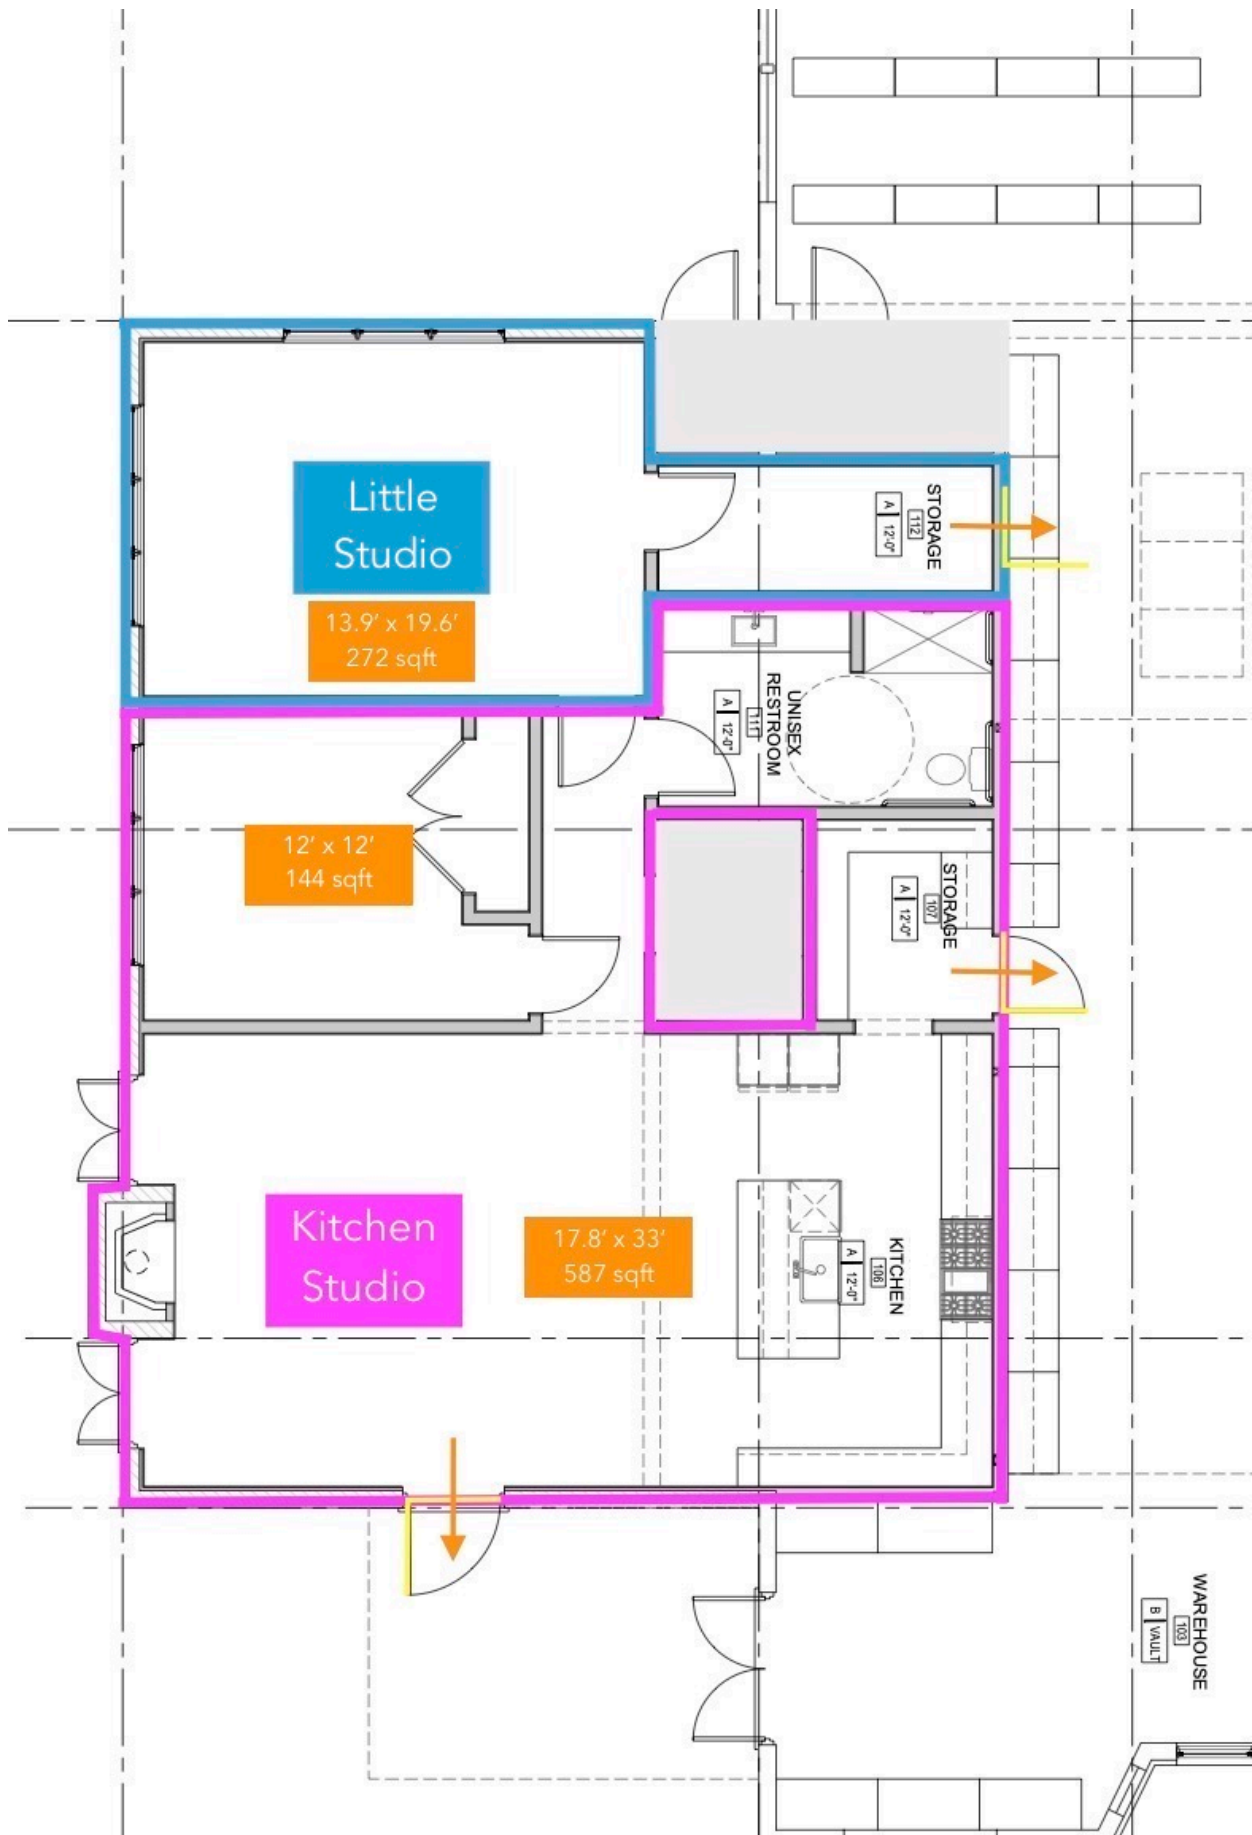 Little
Studio
13.9' x 19.6'
272 sqft
STORAGE
112
A 12'-0"
UNISEX
RESTROOM
111
A 12'-0"
12' x 12'
144 sqft
STORAGE
107
A 12'-0"
Kitchen
Studio
17.8' x 33'
587 sqft
KITCHEN
106
A 12'-0"
WAREHOUSE
103
B VAULT